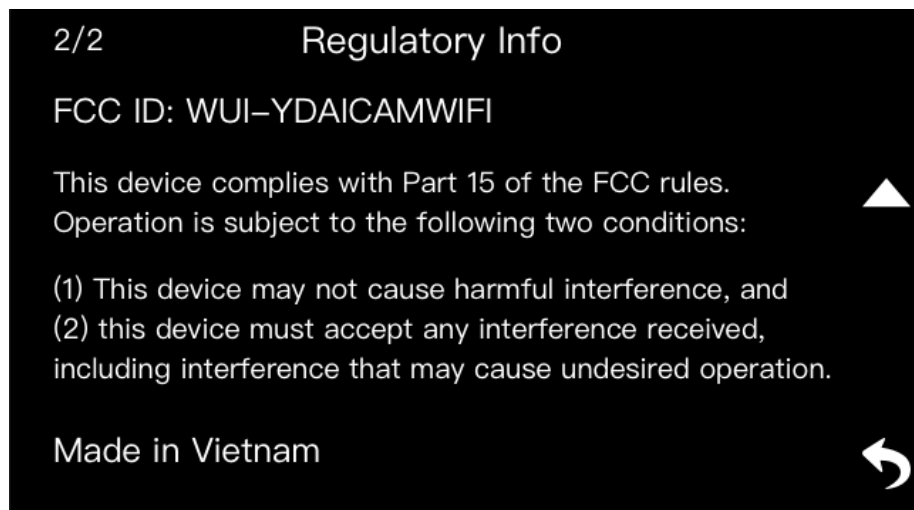 2/2 Regulatory Info
FCC ID: WUI-YDAICAMWIFI
This device complies with Part 15 of the FCC rules.
Operation is subject to the following two conditions:
(1) This device may not cause harmful interference, and
(2) this device must accept any interference received,
including interference that may cause undesired operation.
Made in Vietnam